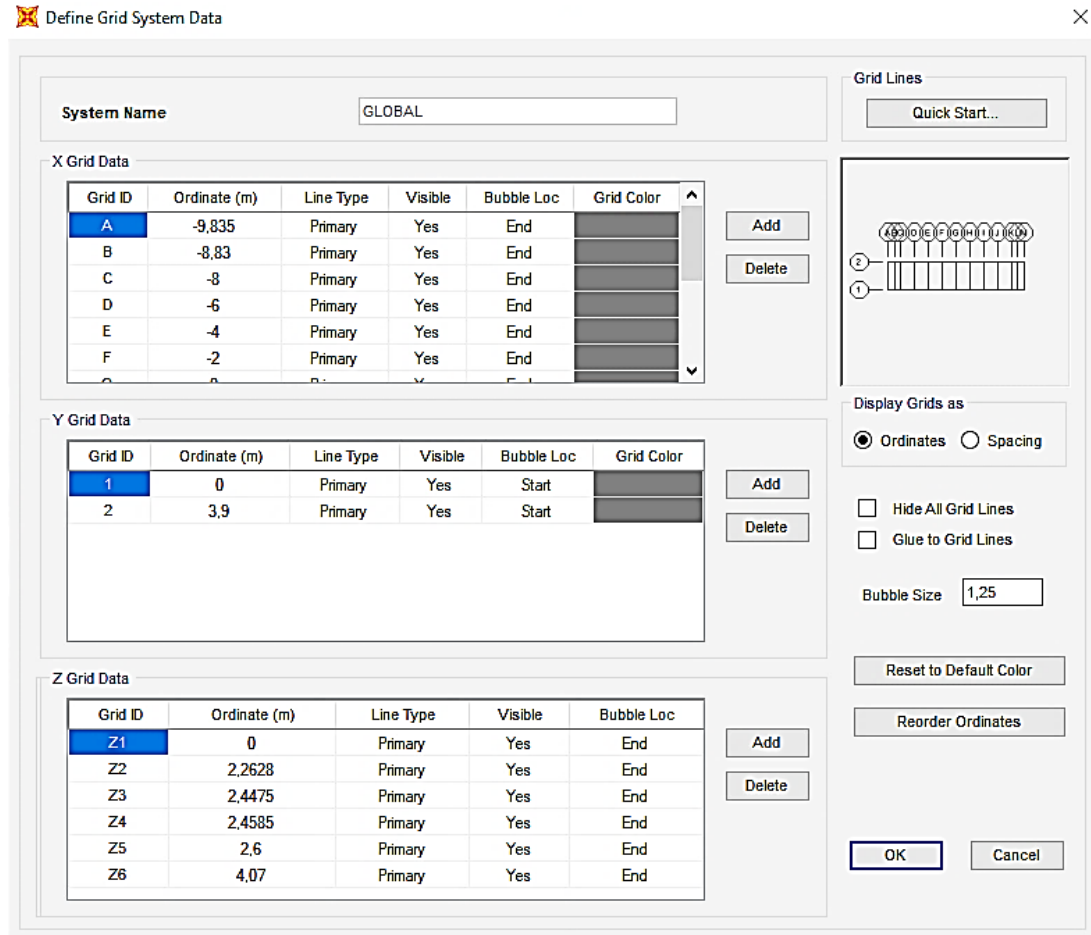 Define Grid System Data
System Name GLOBAL
Grid Lines
Quick Start...
X Grid Data
Grid ID Ordinate (m) Line Type Visible Bubble Loc Grid Color
A -9,835 Primary Yes End
B -8,83 Primary Yes End
C -8 Primary Yes End
D -6 Primary Yes End
E -4 Primary Yes End
F -2 Primary Yes End
Add
Delete
2
1
Display Grids as
Ordinates Spacing
Y Grid Data
Grid ID Ordinate (m) Line Type Visible Bubble Loc Grid Color
1 0 Primary Yes Start
2 3,9 Primary Yes Start
Add
Delete
Hide All Grid Lines
Glue to Grid Lines
Bubble Size 1,25
Z Grid Data
Grid ID Ordinate (m) Line Type Visible Bubble Loc
Z1 0 Primary Yes End
Z2 2,2628 Primary Yes End
Z3 2,4475 Primary Yes End
Z4 2,4585 Primary Yes End
Z5 2,6 Primary Yes End
Z6 4,07 Primary Yes End
Add
Delete
Reset to Default Color
Reorder Ordinates
OK Cancel